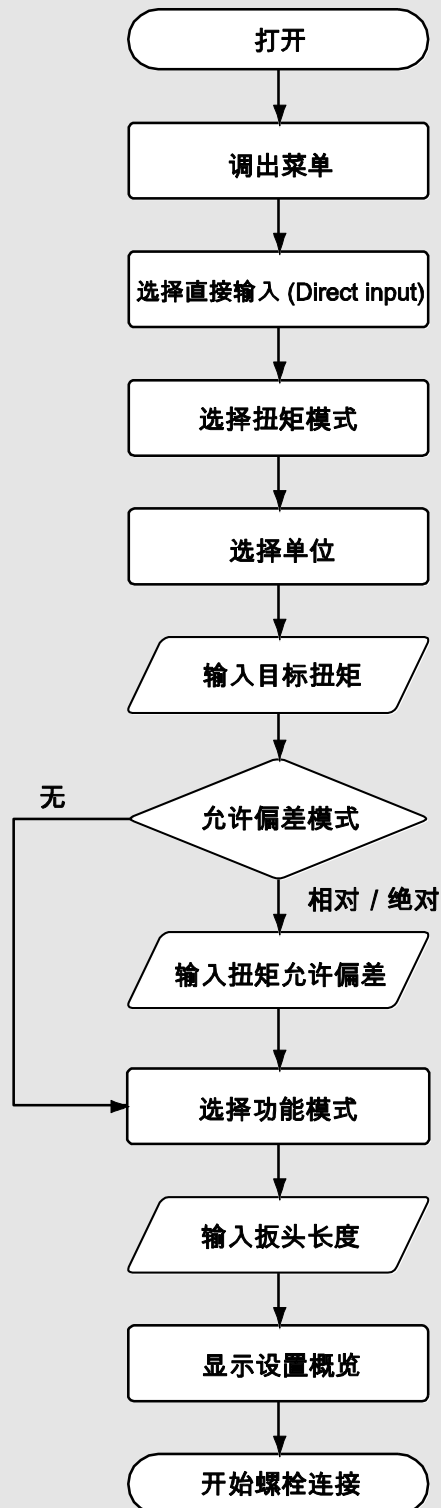 打开
调出菜单
选择直接输入 (Direct input)
选择扭矩模式
选择单位
输入目标扭矩
无
允许偏差模式
相对 / 绝对
输入扭矩允许偏差
选择功能模式
输入扳头长度
显示设置概览
开始螺栓连接